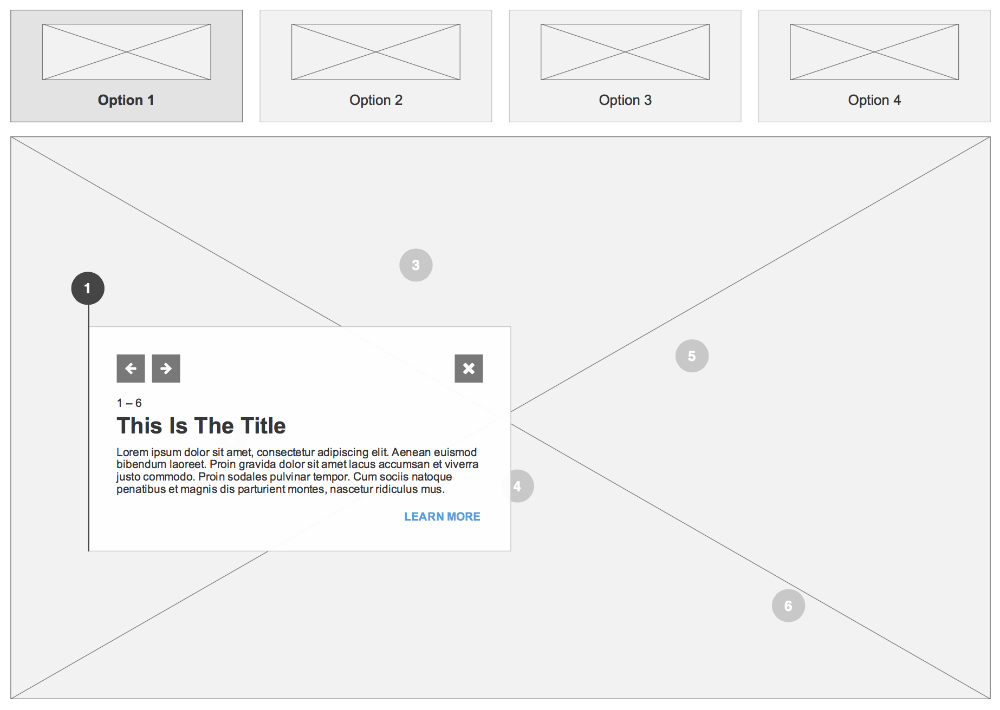 Option 1
Option 2
Option 3
Option 4
3
1
5
1 – 6
This Is The Title
Lorem ipsum dolor sit amet, consectetur adipiscing elit. Aenean euismod
bibendum laoreet. Proin gravida dolor sit amet lacus accumsan et viverra
justo commodo. Proin sodales pulvinar tempor. Cum sociis natoque
penatibus et magnis dis parturient montes, nascetur ridiculus mus.
4
LEARN MORE
6